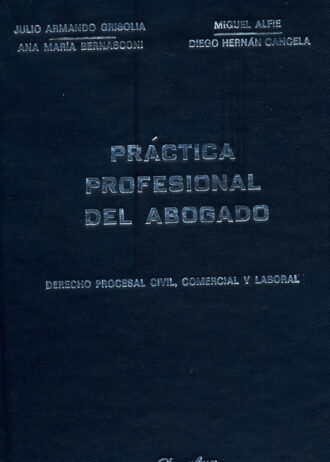 JULIO ARMANDO GRISOLIA
ANA MARÍA BERNASCONI
MIGUEL ALFIE
DIEGO HERNÁN CANCELA
PRÁCTICA
PROFESIONAL
DEL ABOGADO
DERECHO PROCESAL CIVIL, COMERCIAL Y LABORAL